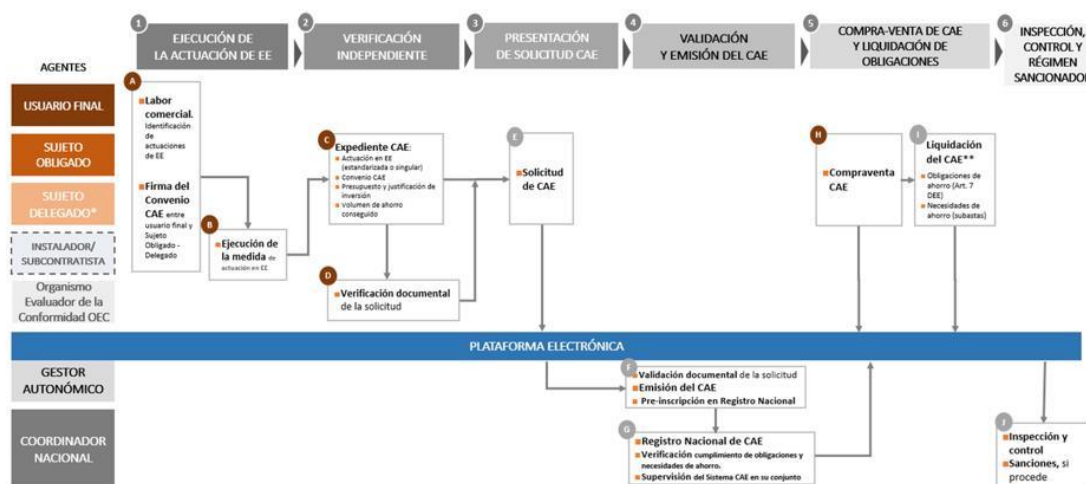 1
EJECUCIÓN DE
LA ACTUACIÓN DE EE
2
VERIFICACIÓN
INDEPENDIENTE
3
PRESENTACIÓN
DE SOLICITUD CAE
4
VALIDACIÓN
Y EMISIÓN DEL CAE
5
COMPRA-VENTA DE CAE
Y LIQUIDACIÓN DE
OBLIGACIONES
6
INSPECCIÓN,
CONTROL Y
RÉGIMEN
SANCIONADOR
AGENTES
USUARIO FINAL
SUJETO
OBLIGADO
SUJETO
DELEGADO*
INSTALADOR/
SUBCONTRATISTA
Organismo
Evaluador de la
Conformidad OEC
A
Labor
comercial.
Identificación
de
actuaciones
de EE
Firma del
Convenio
CAE entre
usuario final y
Sujeto
Obligado -
Delegado
B
Ejecución de
la medida de
actuación en EE
C
Expediente CAE:
Actuación en EE
(estandarizada o singular)
Convenio CAE
Presupuesto y justificación de
inversión
Volumen de ahorro
conseguido
D
Verificación documental
de la solicitud
E
Solicitud
de CAE
H
Compraventa
CAE
I
Liquidación
del CAE**
Obligaciones de
ahorro (Art. 7
DEE)
Necesidades de
ahorro (subastas)
PLATAFORMA ELECTRÓNICA
GESTOR
AUTONÓMICO
COORDINADOR
NACIONAL
F
Validación documental de la solicitud
Emisión del CAE
Pre-inscripción en Registro Nacional
G
Registro Nacional de CAE
Verificación cumplimiento de obligaciones y
necesidades de ahorro.
Supervisión del Sistema CAE en su conjunto
J
Inspección y
control
Sanciones, si
procede